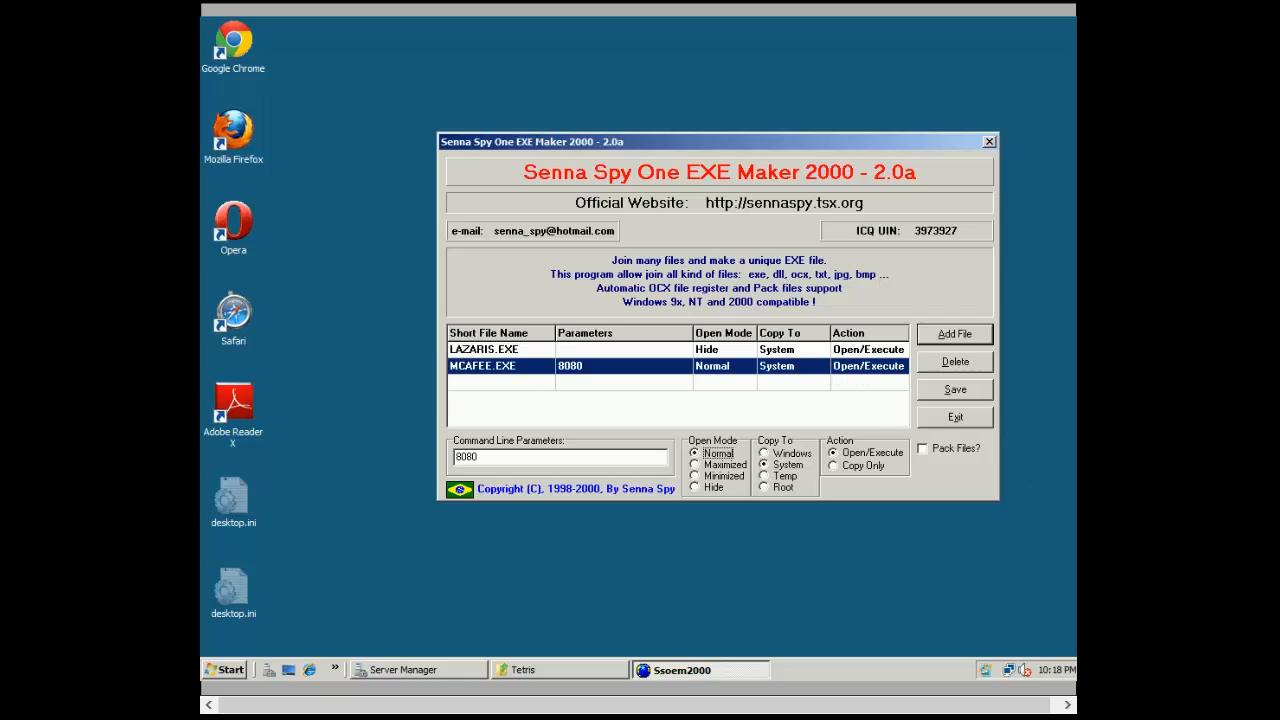 Google Chrome
Mozilla Firefox
Opera
Safari
Adobe Reader
X
desktop.ini
desktop.ini
Senna Spy One EXE Maker 2000 - 2.0a
Senna Spy One EXE Maker 2000 - 2.0a
Official Website: http://sennaspy.tsx.org
e-mail: senna_spy@hotmail.com
ICQ UIN: 3973927
Join many files and make a unique EXE file.
This program allow join all kind of files: exe, dll, ocx, txt, jpg, bmp ...
Automatic OCX file register and Pack files support
Windows 9x, NT and 2000 compatible !
Short File Name Parameters Open Mode Copy To Action
LAZARIS.EXE Hide System Open/Execute
MCAFEE.EXE 8080 Normal System Open/Execute
Add File
Delete
Save
Exit
Pack Files?
Command Line Parameters:
8080
Open Mode
Normal
Maximized
Minimized
Hide
Copy To
Windows
System
Temp
Root
Action
Open/Execute
Copy Only
Copyright (C), 1998-2000, By Senna Spy
Start
»
Server Manager
Tetris
Ssoem2000
10:18 PM